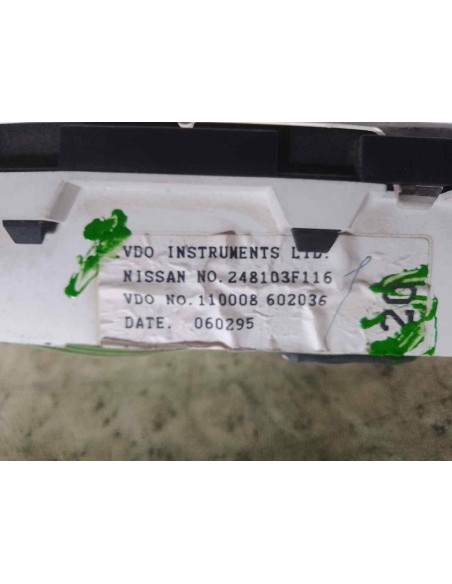 VDO INSTRUMENTS LTD.
NISSAN NO. 248103F116
VDO NO. 110008 602036
DATE. 060295